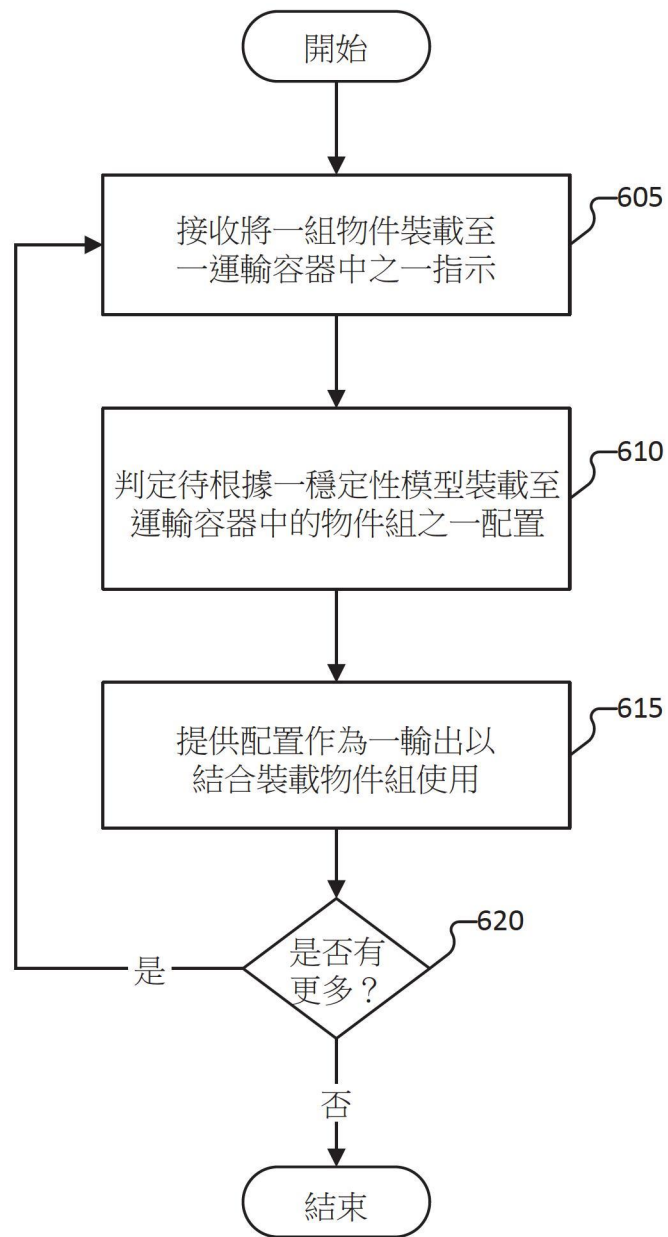 開始
接收將一組物件裝載至
一運輸容器中之一指示
605
判定待根據一穩定性模型裝載至
運輸容器中的物件組之一配置
610
提供配置作為一輸出以
結合裝載物件組使用
615
是否有
更多？
620
是
否
結束